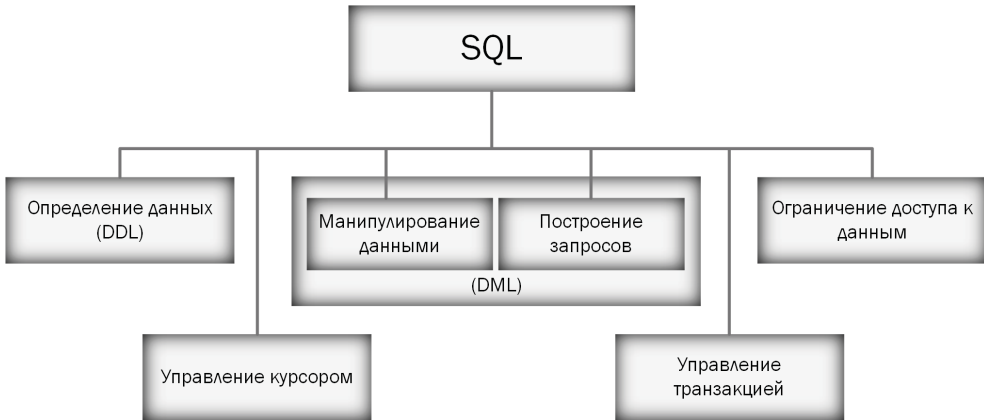 SQL
Определение данных
(DDL)
Манипулирование
данными
Построение
запросов
(DML)
Ограничение доступа к
данным
Управление курсором
Управление
транзакцией